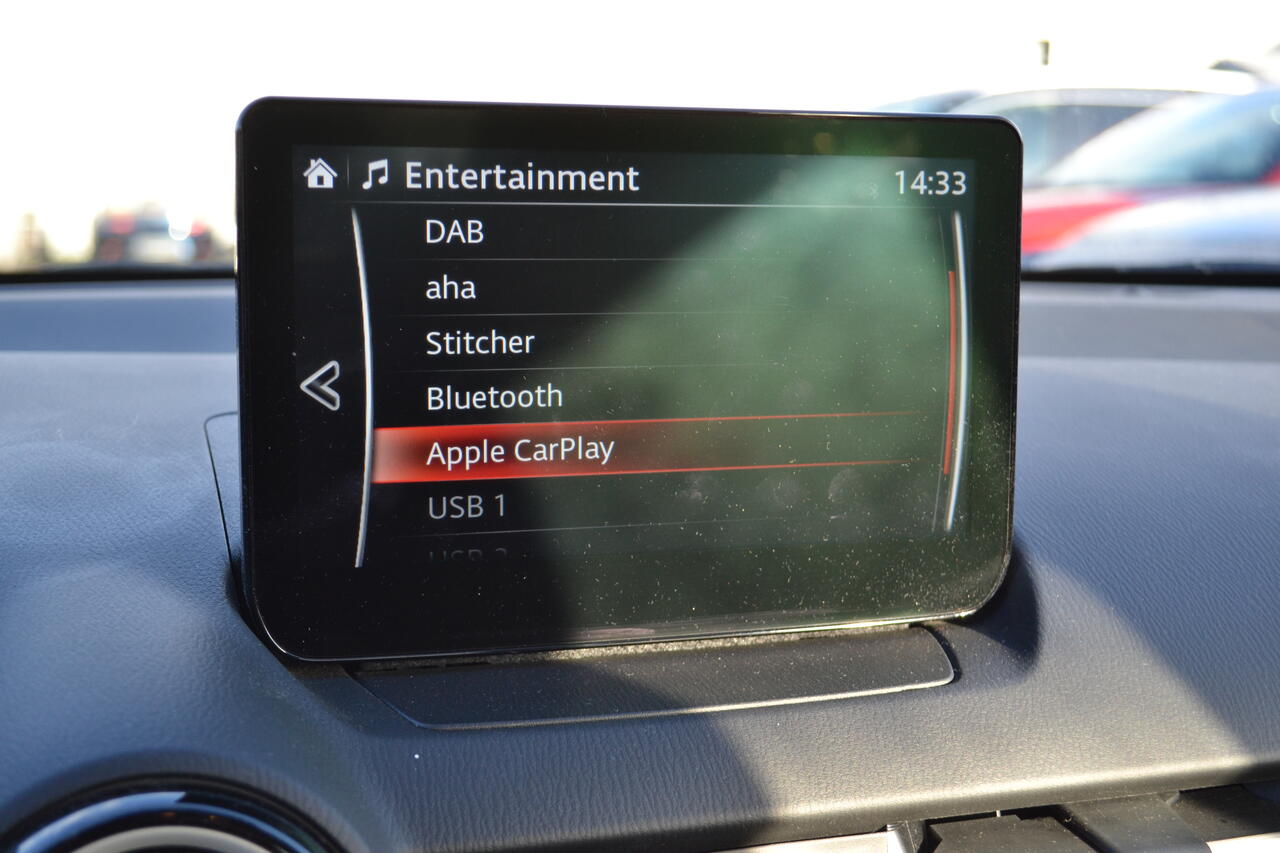 Entertainment
14:33
DAB
aha
Stitcher
Bluetooth
Apple CarPlay
USB 1